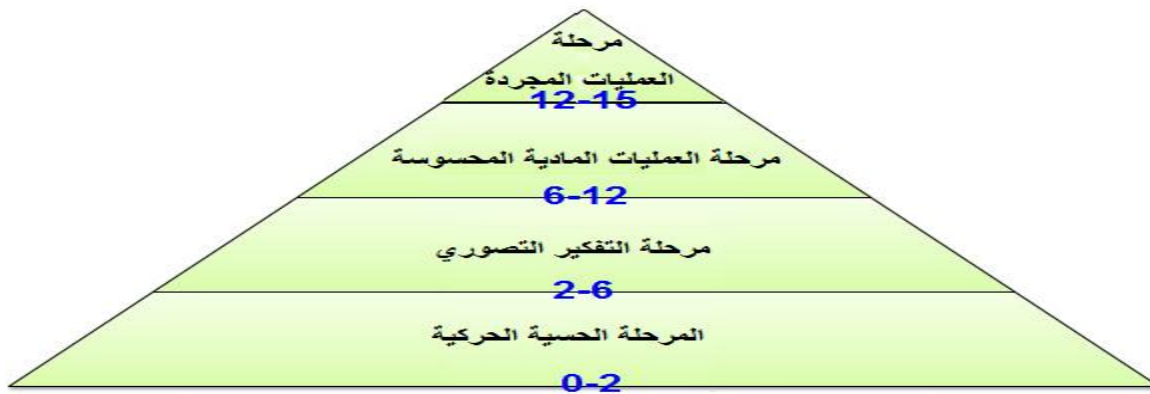 مرحلة
العمليات المجردة
12-15
مرحلة العمليات المادية المحسوسة
6-12
مرحلة التفكير التصوري
2-6
المرحلة الحسية الحركية
0-2